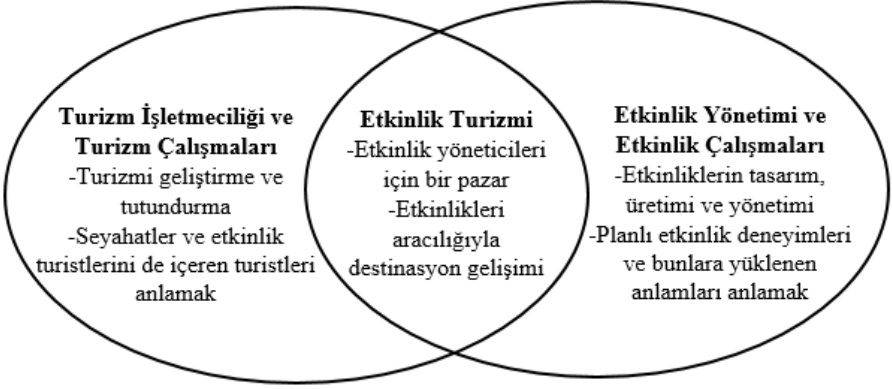 Turizm İşletmeciliği ve
Turizm Çalışmaları
-Turizmi geliştirme ve
tutundurma
-Seyahatler ve etkinlik
turistlerini de içeren turistleri
anlamak
Etkinlik Turizmi
-Etkinlik yöneticileri
için bir pazar
-Etkinlikleri
aracılığıyla
destinasyon gelişimi
Etkinlik Yönetimi ve
Etkinlik Çalışmaları
-Etkinliklerin tasarım,
üretimi ve yönetimi
-Planlı etkinlik deneyimleri
ve bunlara yüklenen
anlamları anlamak